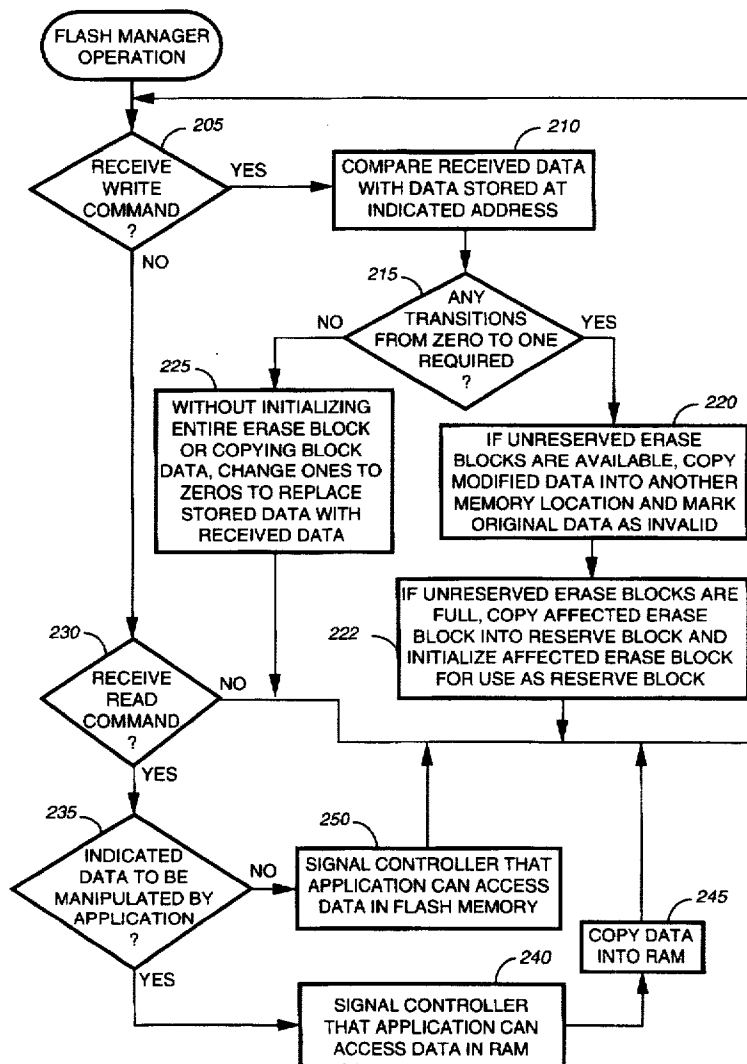 FLASH MANAGER
OPERATION
205
RECEIVE
WRITE
COMMAND
?
YES
NO
210
COMPARE RECEIVED DATA
WITH DATA STORED AT
INDICATED ADDRESS
215
ANY
TRANSITIONS
FROM ZERO TO ONE
REQUIRED
?
NO
YES
225
WITHOUT INITIALIZING
ENTIRE ERASE BLOCK
OR COPYING BLOCK
DATA, CHANGE ONES TO
ZEROS TO REPLACE
STORED DATA WITH
RECEIVED DATA
220
IF UNRESERVED ERASE
BLOCKS ARE AVAILABLE, COPY
MODIFIED DATA INTO ANOTHER
MEMORY LOCATION AND MARK
ORIGINAL DATA AS INVALID
222
IF UNRESERVED ERASE BLOCKS ARE
FULL, COPY AFFECTED ERASE
BLOCK INTO RESERVE BLOCK AND
INITIALIZE AFFECTED ERASE BLOCK
FOR USE AS RESERVE BLOCK
230
RECEIVE
READ
COMMAND
?
NO
YES
235
INDICATED
DATA TO BE
MANIPULATED BY
APPLICATION
?
NO
YES
250
SIGNAL CONTROLLER THAT
APPLICATION CAN ACCESS
DATA IN FLASH MEMORY
245
COPY DATA
INTO RAM
240
SIGNAL CONTROLLER
THAT APPLICATION CAN
ACCESS DATA IN RAM